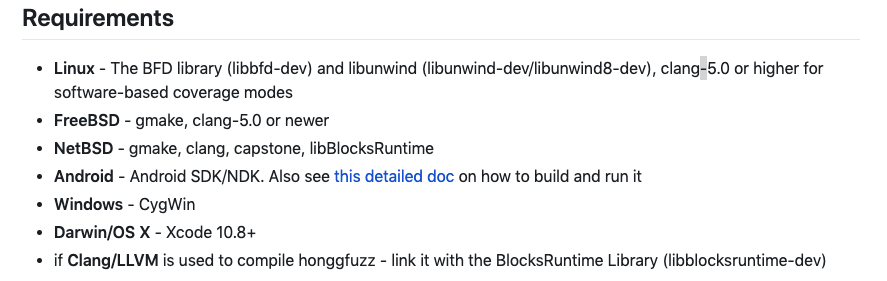 Requirements
• Linux - The BFD library (libbfd-dev) and libunwind (libunwind-dev/libunwind8-dev), clang-5.0 or higher for
software-based coverage modes
• FreeBSD - gmake, clang-5.0 or newer
• NetBSD - gmake, clang, capstone, libBlocksRuntime
• Android - Android SDK/NDK. Also see this detailed doc on how to build and run it
• Windows - CygWin
• Darwin/OS X - Xcode 10.8+
• if Clang/LLVM is used to compile honggfuzz - link it with the BlocksRuntime Library (libblocksruntime-dev)